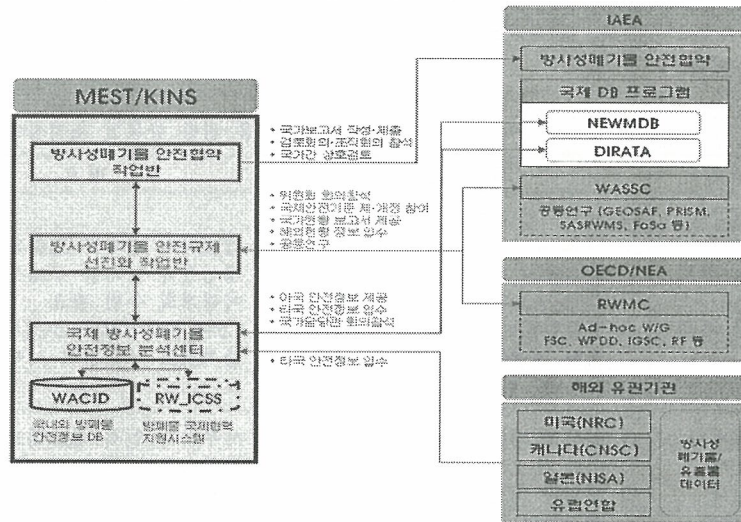 MEST/KINS
방사성폐기물 안전협약
작업반
방사성폐기물 안전규제
선진화 작업반
국제 방사성폐기물
안전정보 분석센터
WACID
RW_ICSS
국내외 방폐물
안전정보 DB
방폐물 국제협력
지원시스템
• 국가보고서 작성·제출
• 검토회의·조직회의 참석
• 국가간 상호검토
• 위원회 회의참석
• 국제안전기준 제·개정 참여
• 국가현황 보고서 제공
• 해외현황 정보 입수
• 공동연구
• 아국 안전정보 제공
• 타국 안전정보 입수
• 국가담당관 회의참석
• 타국 안전정보 입수
IAEA
방사성폐기물 안전협약
국제 DB 프로그램
NEWMDB
DIRATA
WASSC
공동연구 (GEOSAF, PRISM,
SASRWMS, FaSa 등)
OECD/NEA
RWMC
Ad-hoc W/G
FSC, WPDD, IGSC, RF 등
해외 유관기관
미국(NRC)
캐나다(CNSC)
일본(NISA)
유럽연합
방사성
폐기물/
유출물
데이터